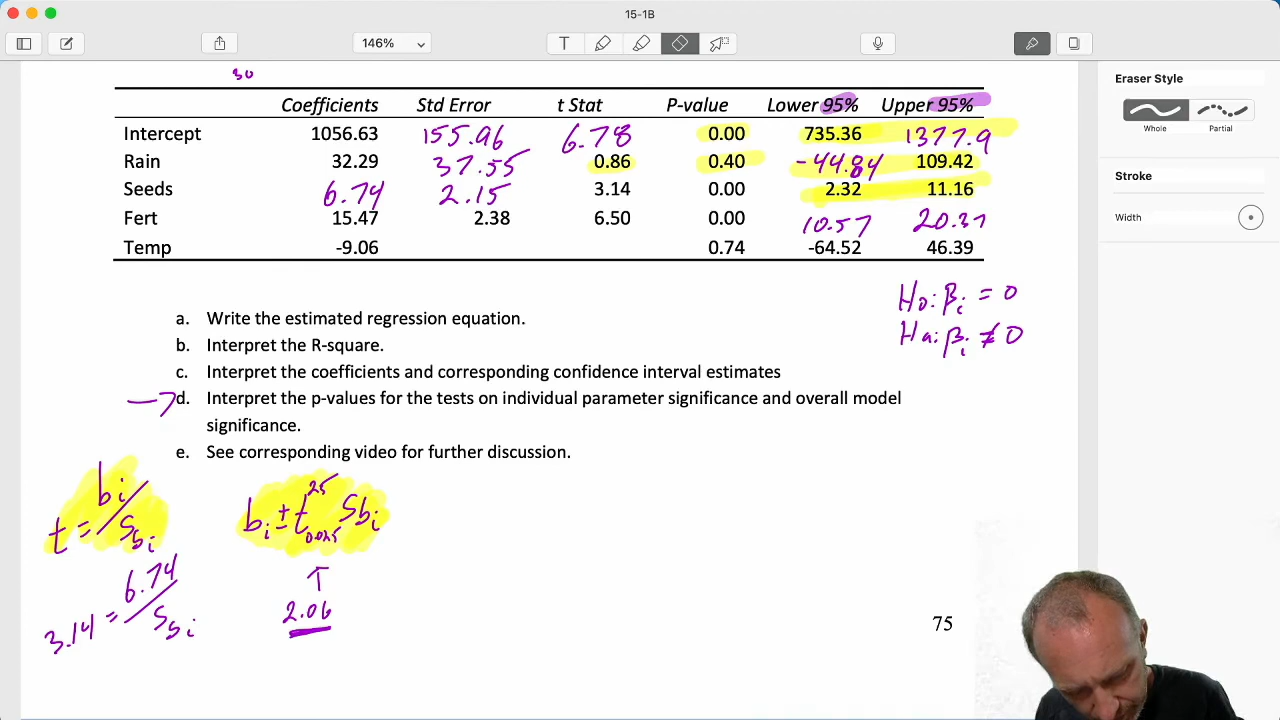 15-1B
146%
T
Eraser Style
Whole
Partial
Stroke
Width
30
Coefficients Std Error t Stat P-value Lower 95% Upper 95%
Intercept 1056.63 155.96 6.78 0.00 735.36 1377.9
Rain 32.29 37.55 0.86 0.40 -44.84 109.42
Seeds 6.74 2.15 3.14 0.00 2.32 11.16
Fert 15.47 2.38 6.50 0.00 10.57 20.37
Temp -9.06 0.74 -64.52 46.39
H0: βi = 0
Ha: βi ≠ 0
a. Write the estimated regression equation.
b. Interpret the R-square.
c. Interpret the coefficients and corresponding confidence interval estimates
→ d. Interpret the p-values for the tests on individual parameter significance and overall model
significance.
e. See corresponding video for further discussion.
t = bi/Sbi
bi ± t 25 0.025 Sbi
3.14 = 6.74/Sbi
↑
2.06
75